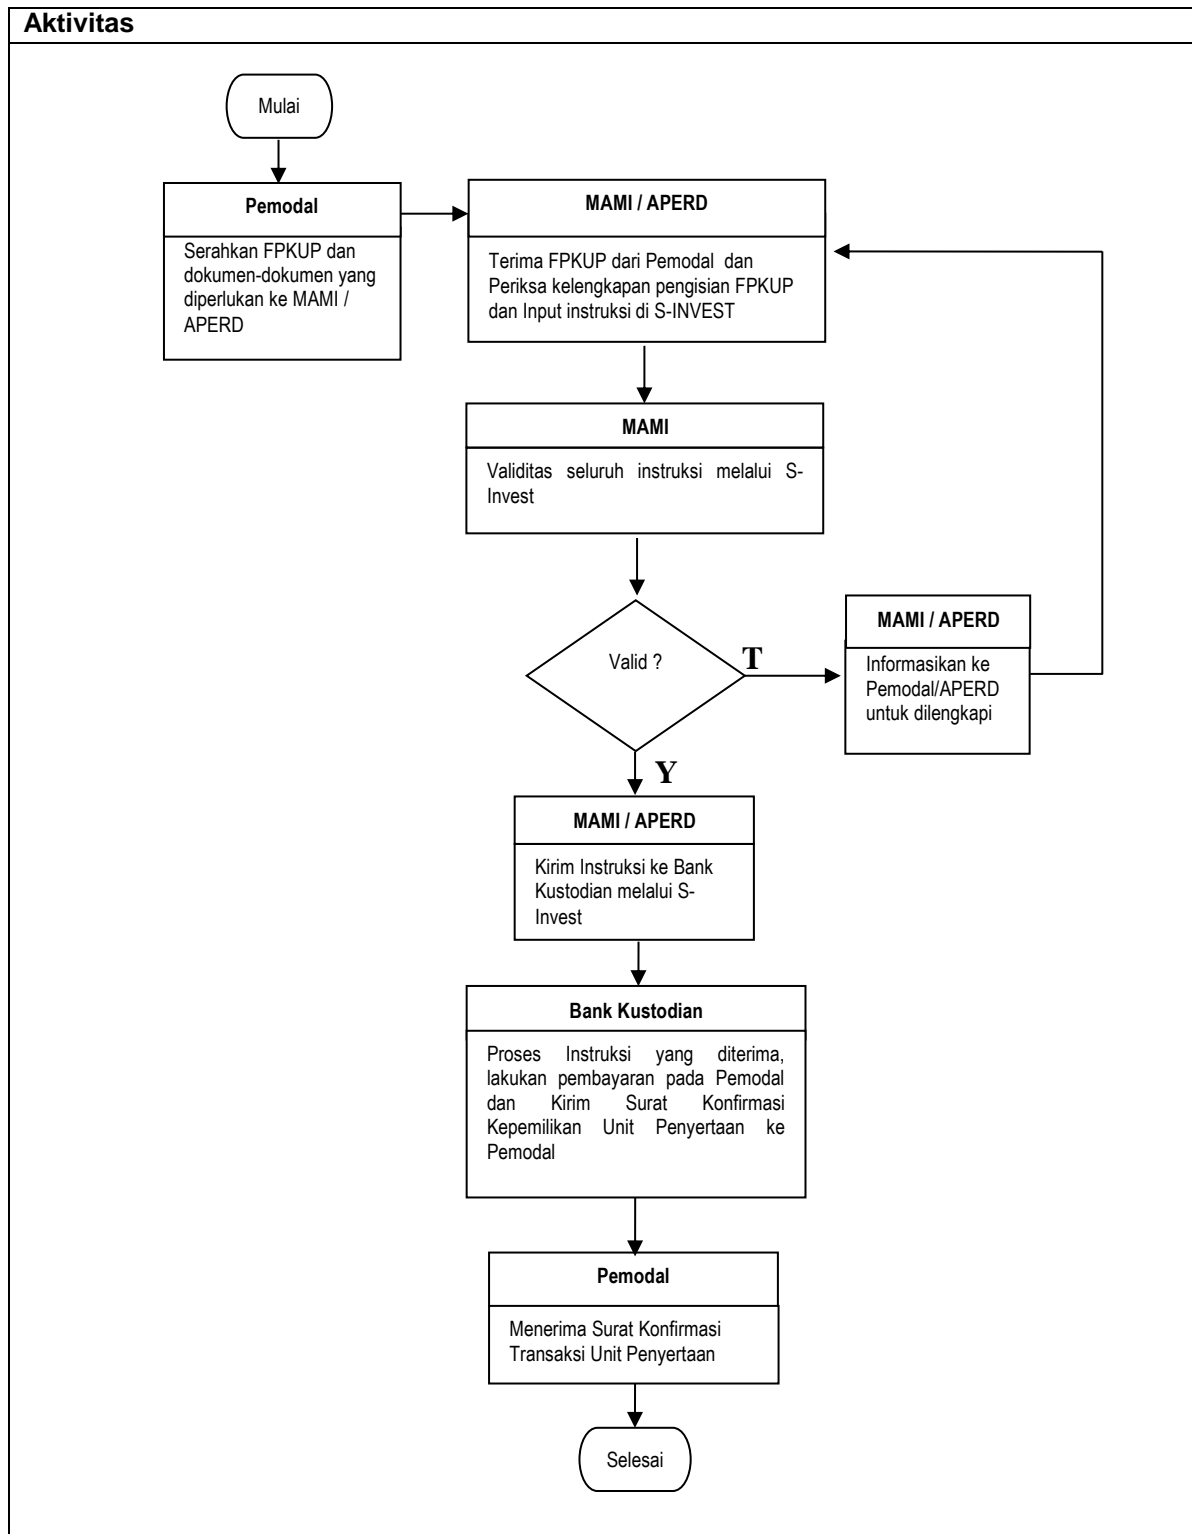 Aktivitas
Mulai
Pemodal
Serahkan FPKUP dan
dokumen-dokumen yang
diperlukan ke MAMI /
APERD
MAMI / APERD
Terima FPKUP dari Pemodal dan
Periksa kelengkapan pengisian FPKUP
dan Input instruksi di S-INVEST
MAMI
Validitas seluruh instruksi melalui S-
Invest
Valid ?
T
MAMI / APERD
Informasikan ke
Pemodal/APERD
untuk dilengkapi
Y
MAMI / APERD
Kirim Instruksi ke Bank
Kustodian melalui S-
Invest
Bank Kustodian
Proses Instruksi yang diterima,
lakukan pembayaran pada Pemodal
dan Kirim Surat Konfirmasi
Kepemilikan Unit Penyertaan ke
Pemodal
Pemodal
Menerima Surat Konfirmasi
Transaksi Unit Penyertaan
Selesai